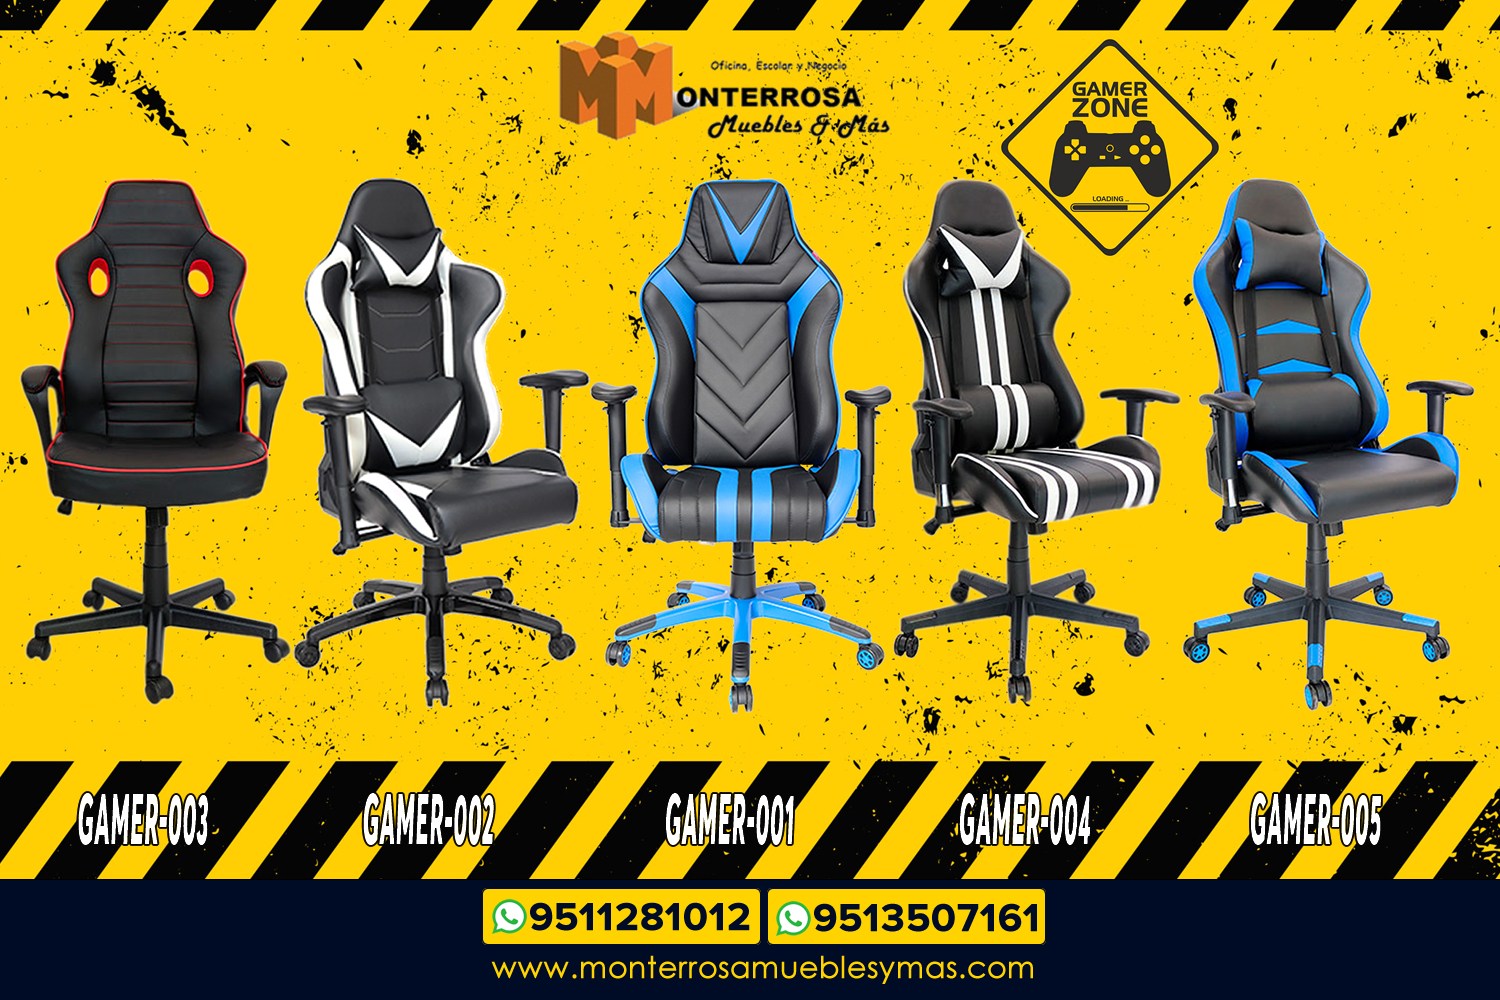 Oficina, Escolar y Negocio
MONTERROSA
Muebles & Más
GAMER
ZONE
LOADING...
GAMER-003
GAMER-002
GAMER-001
GAMER-004
GAMER-005
9511281012
9513507161
www.monterrosamueblesymas.com